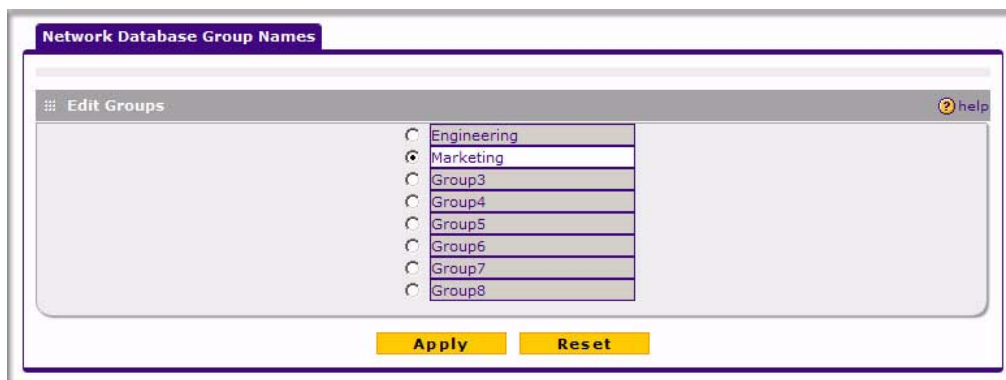 Network Database Group Names
Edit Groups
help
Engineering
Marketing
Group3
Group4
Group5
Group6
Group7
Group8
Apply
Reset